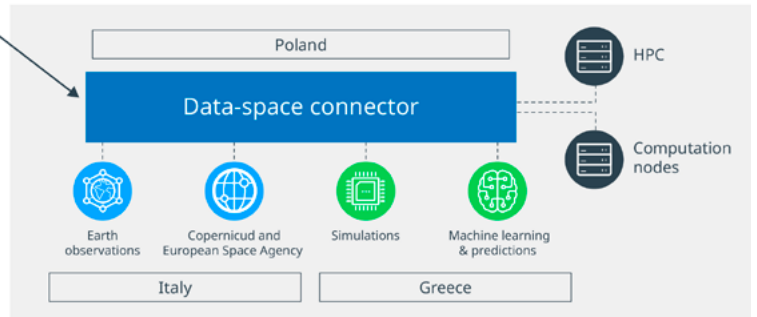 Poland
Data-space connector
HPC
Computation
nodes
Earth
observations
Copernicud and
European Space Agency
Simulations
Machine learning
& predictions
Italy
Greece